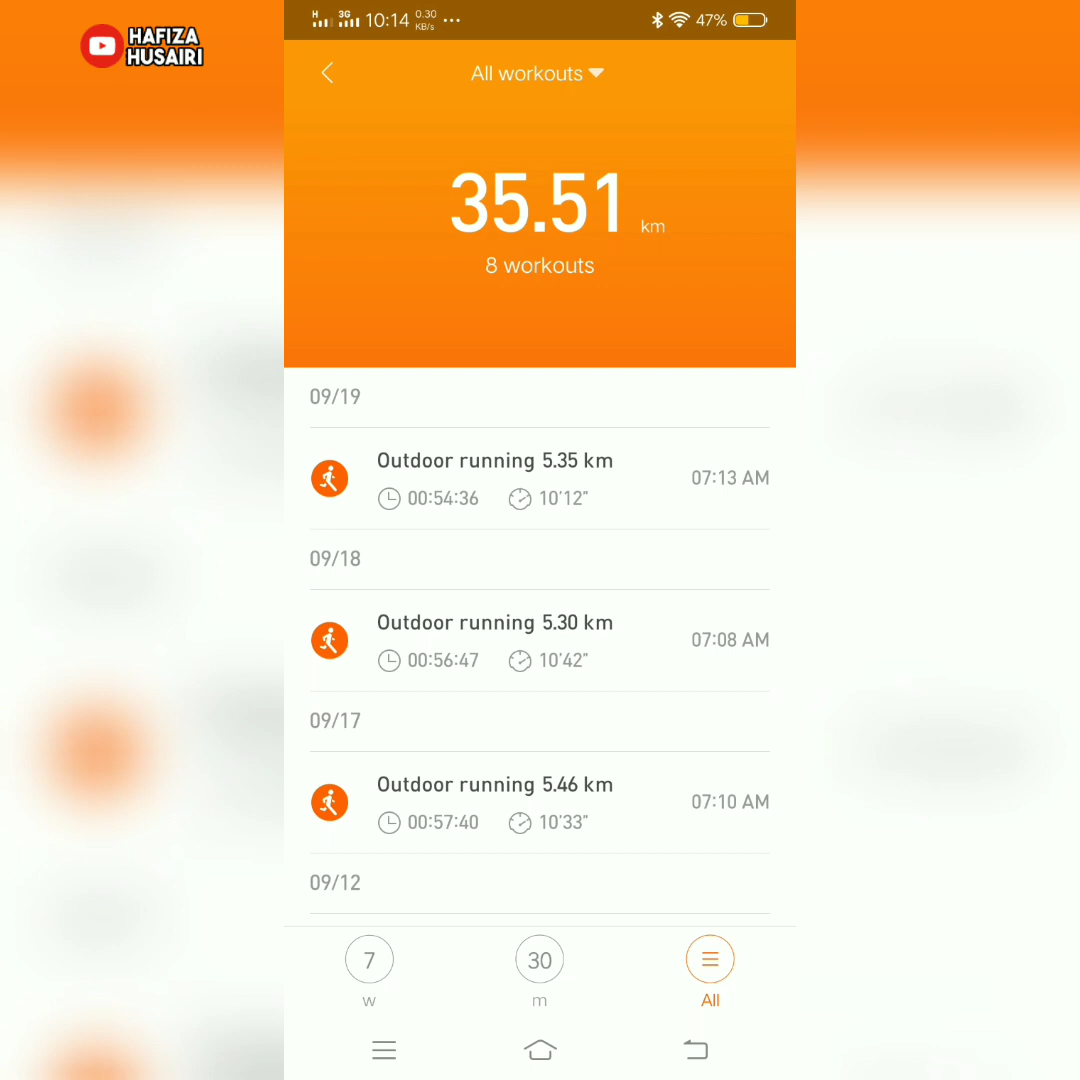 HAFIZA
HUSAIRI
H 3G 10:14 0.30 KB/s ... 47%
All workouts
35.51 km
8 workouts
09/19
Outdoor running 5.35 km
00:54:36 10'12" 07:13 AM
09/18
Outdoor running 5.30 km
00:56:47 10'42" 07:08 AM
09/17
Outdoor running 5.46 km
00:57:40 10'33" 07:10 AM
09/12
7 30
w m All